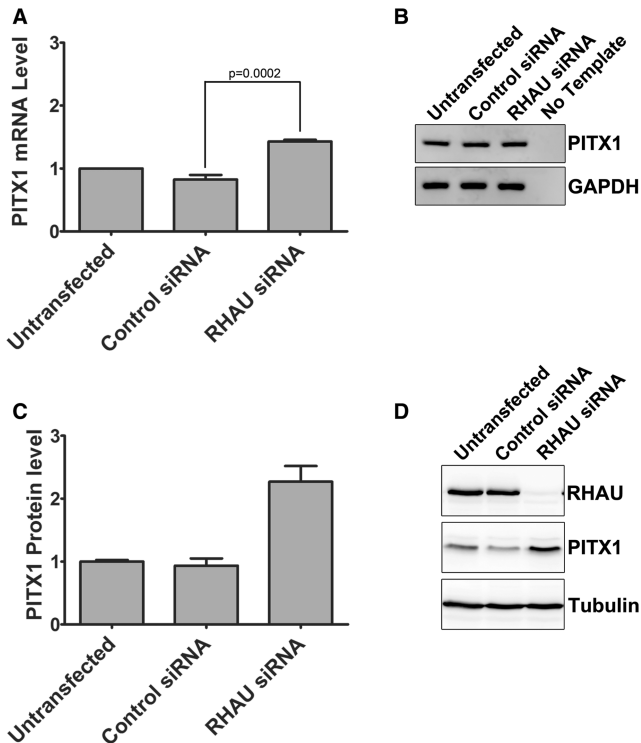 A
PITX1 mRNA Level
3
2
1
0
p=0.0002
Untransfected
Control siRNA
RHAU siRNA
B
Untransfected
Control siRNA
RHAU siRNA
No Template
PITX1
GAPDH
C
PITX1 Protein level
3
2
1
0
Untransfected
Control siRNA
RHAU siRNA
D
Untransfected
Control siRNA
RHAU siRNA
RHAU
PITX1
Tubulin